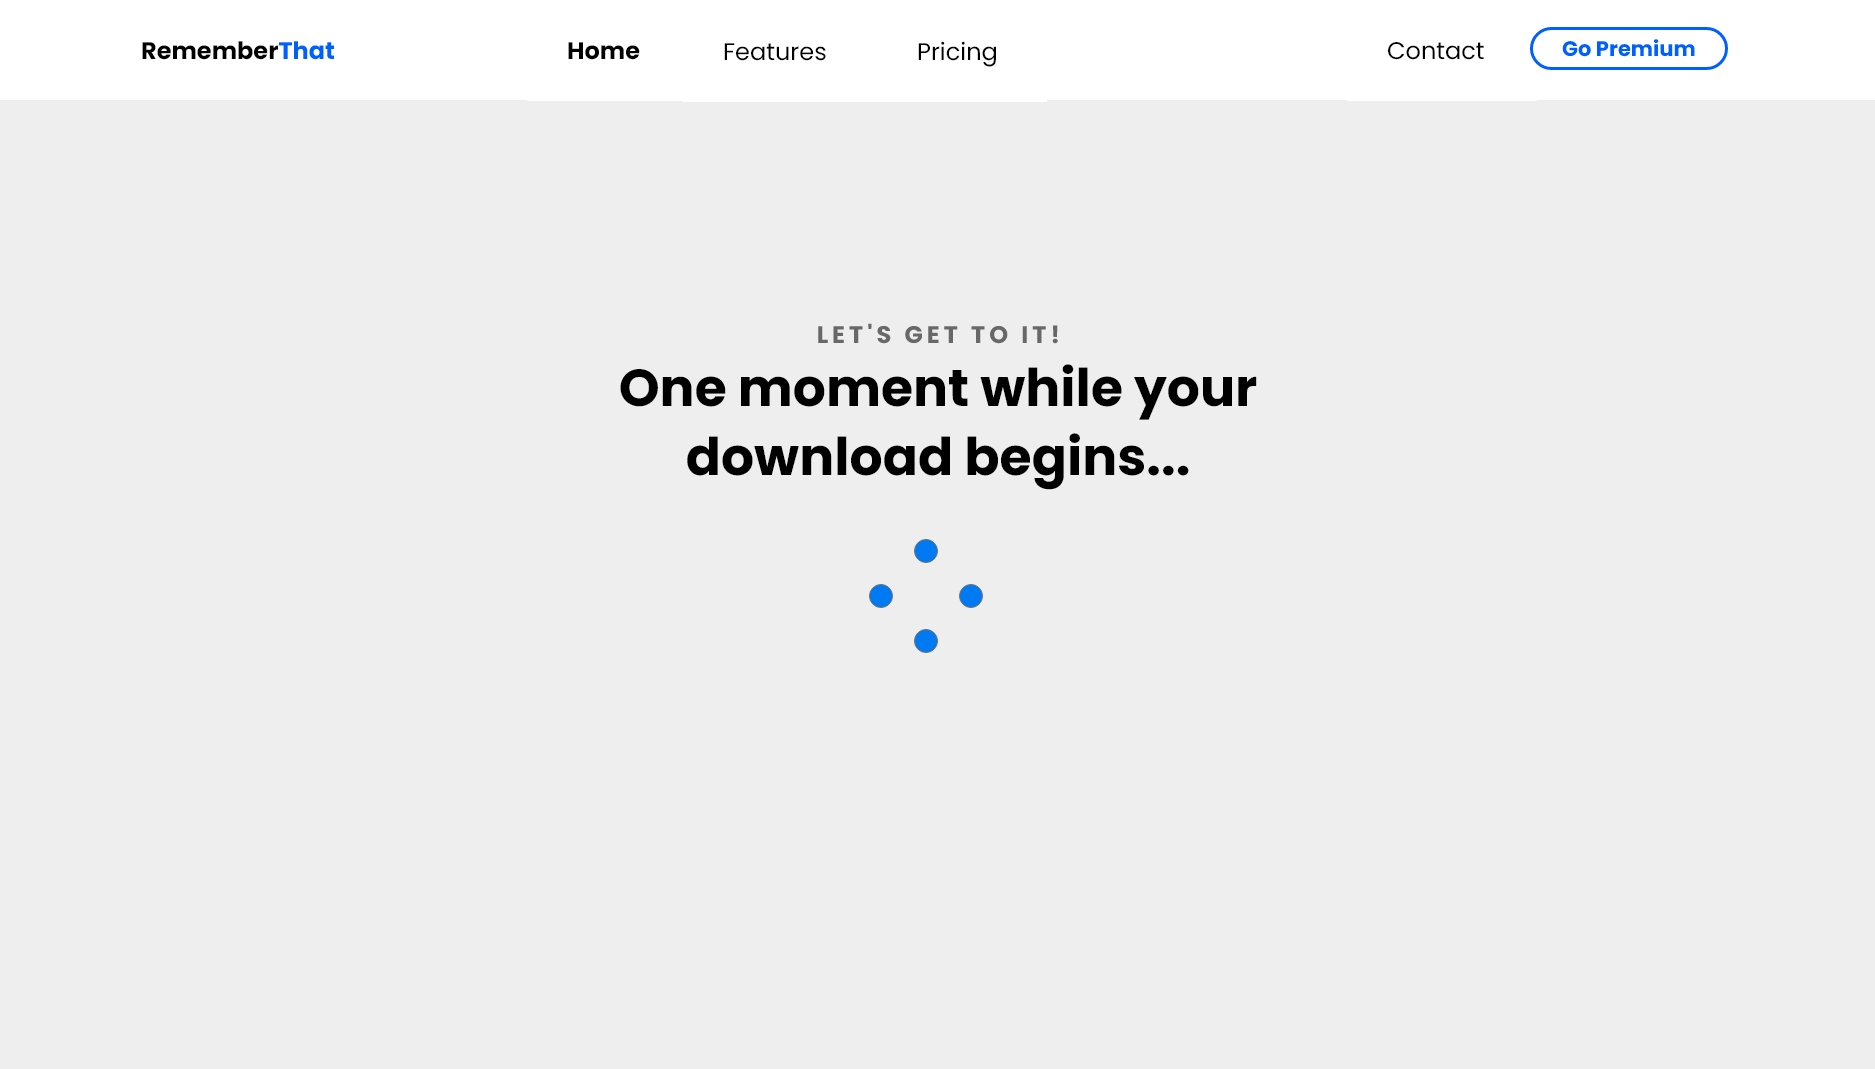 RememberThat
Home
Features
Pricing
Contact
Go Premium
LET'S GET TO IT!
One moment while your
download begins...